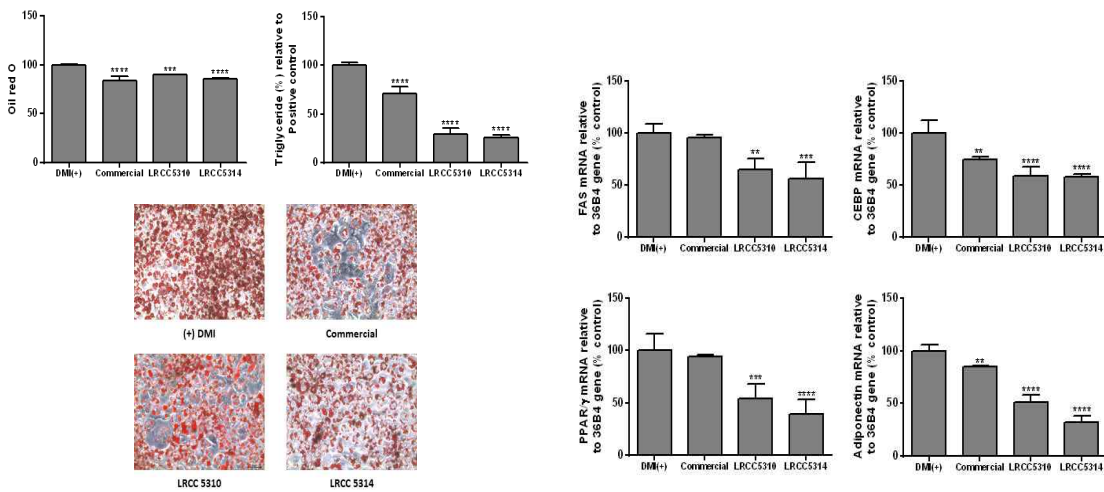 Oil red O
150
100
50
0
****
***
****
DMI(+) Commercial LRCC5310 LRCC5314
Triglyceride (%) relative to
Positive control
150
100
50
0
****
****
****
DMI(+) Commercial LRCC5310 LRCC5314
(+) DMI
Commercial
LRCC 5310
LRCC 5314
FAS mRNA relative
to 36B4 gene (% control)
150
100
50
0
**
***
DMI(+) Commercial LRCC5310 LRCC5314
CEBP mRNA relative
to 36B4 gene (% control)
150
100
50
0
**
****
****
DMI(+) Commercial LRCC5310 LRCC5314
PPAR/γ mRNA relative
to 36B4 gene (% control)
150
100
50
0
***
****
DMI(+) Commercial LRCC5310 LRCC5314
Adiponectin mRNA relative
to 36B4 gene (% control)
150
100
50
0
**
****
****
DMI(+) Commercial LRCC5310 LRCC5314